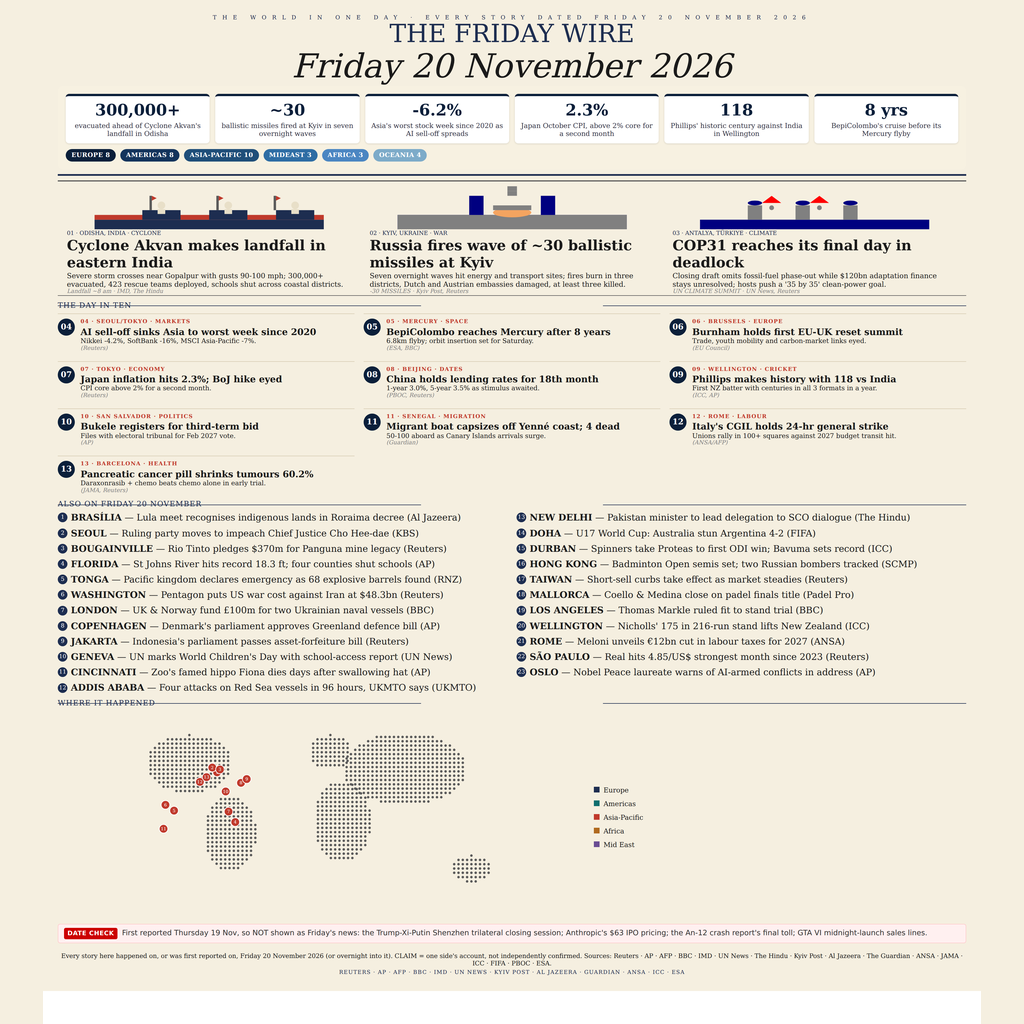 THE WORLD IN ONE DAY · EVERY STORY DATED FRIDAY 20 NOVEMBER 2026
THE FRIDAY WIRE
Friday 20 November 2026
300,000+
evacuated ahead of Cyclone Akvan's
landfall in Odisha
~30
ballistic missiles fired at Kyiv in seven
overnight waves
-6.2%
Asia's worst stock week since 2020 as
AI sell-off spreads
2.3%
Japan October CPI, above 2% core for
a second month
118
Phillips' historic century against India
in Wellington
8 yrs
BepiColombo's cruise before its
Mercury flyby
EUROPE 8
AMERICAS 8
ASIA-PACIFIC 10
MIDEAST 3
AFRICA 3
OCEANIA 4
01 · ODISHA, INDIA · CYCLONE
Cyclone Akvan makes landfall in
eastern India
Severe storm crosses near Gopalpur with gusts 90-100 mph; 300,000+
evacuated, 423 rescue teams deployed, schools shut across coastal districts.
Landfall ~8 am · IMD, The Hindu
02 · KYIV, UKRAINE · WAR
Russia fires wave of ~30 ballistic
missiles at Kyiv
Seven overnight waves hit energy and transport sites; fires burn in three
districts, Dutch and Austrian embassies damaged, at least three killed.
~30 MISSILES · Kyiv Post, Reuters
03 · ANTALYA, TÜRKIYE · CLIMATE
COP31 reaches its final day in
deadlock
Closing draft omits fossil-fuel phase-out while $120bn adaptation finance
stays unresolved; hosts push a '35 by 35' clean-power goal.
UN CLIMATE SUMMIT · UN News, Reuters
THE DAY IN TEN
04
04 · SEOUL/TOKYO · MARKETS
AI sell-off sinks Asia to worst week since 2020
Nikkei -4.2%, SoftBank -16%, MSCI Asia-Pacific -7%.
(Reuters)
05
05 · MERCURY · SPACE
BepiColombo reaches Mercury after 8 years
6.8km flyby; orbit insertion set for Saturday.
(ESA, BBC)
06
06 · BRUSSELS · EUROPE
Burnham holds first EU-UK reset summit
Trade, youth mobility and carbon-market links eyed.
(EU Council)
07
07 · TOKYO · ECONOMY
Japan inflation hits 2.3%; BoJ hike eyed
CPI core above 2% for a second month.
(Reuters)
08
08 · BEIJING · DATES
China holds lending rates for 18th month
1-year 3.0%, 5-year 3.5% as stimulus awaited.
(PBOC, Reuters)
09
09 · WELLINGTON · CRICKET
Phillips makes history with 118 vs India
First NZ batter with centuries in all 3 formats in a year.
(ICC, AP)
10
10 · SAN SALVADOR · POLITICS
Bukele registers for third-term bid
Files with electoral tribunal for Feb 2027 vote.
(AP)
11
11 · SENEGAL · MIGRATION
Migrant boat capsizes off Yenné coast; 4 dead
50-100 aboard as Canary Islands arrivals surge.
(Guardian)
12
12 · ROME · LABOUR
Italy's CGIL holds 24-hr general strike
Unions rally in 100+ squares against 2027 budget transit hit.
(ANSA/AFP)
13
13 · BARCELONA · HEALTH
Pancreatic cancer pill shrinks tumours 60.2%
Daraxonrasib + chemo beats chemo alone in early trial.
(JAMA, Reuters)
ALSO ON FRIDAY 20 NOVEMBER
1 BRASÍLIA — Lula meet recognises indigenous lands in Roraima decree (Al Jazeera)
2 SEOUL — Ruling party moves to impeach Chief Justice Cho Hee-dae (KBS)
3 BOUGAINVILLE — Rio Tinto pledges $370m for Panguna mine legacy (Reuters)
4 FLORIDA — St Johns River hits record 18.3 ft; four counties shut schools (AP)
5 TONGA — Pacific kingdom declares emergency as 68 explosive barrels found (RNZ)
6 WASHINGTON — Pentagon puts US war cost against Iran at $48.3bn (Reuters)
7 LONDON — UK & Norway fund £100m for two Ukrainian naval vessels (BBC)
8 COPENHAGEN — Denmark's parliament approves Greenland defence bill (AP)
9 JAKARTA — Indonesia's parliament passes asset-forfeiture bill (Reuters)
10 GENEVA — UN marks World Children's Day with school-access report (UN News)
11 CINCINNATI — Zoo's famed hippo Fiona dies days after swallowing hat (AP)
12 ADDIS ABABA — Four attacks on Red Sea vessels in 96 hours, UKMTO says (UKMTO)
13 NEW DELHI — Pakistan minister to lead delegation to SCO dialogue (The Hindu)
14 DOHA — U17 World Cup: Australia stun Argentina 4-2 (FIFA)
15 DURBAN — Spinners take Proteas to first ODI win; Bavuma sets record (ICC)
16 HONG KONG — Badminton Open semis set; two Russian bombers tracked (SCMP)
17 TAIWAN — Short-sell curbs take effect as market steadies (Reuters)
18 MALLORCA — Coello & Medina close on padel finals title (Padel Pro)
19 LOS ANGELES — Thomas Markle ruled fit to stand trial (BBC)
20 WELLINGTON — Nicholls' 175 in 216-run stand lifts New Zealand (ICC)
21 ROME — Meloni unveils €12bn cut in labour taxes for 2027 (ANSA)
22 SÃO PAULO — Real hits 4.85/US$ strongest month since 2023 (Reuters)
23 OSLO — Nobel Peace laureate warns of AI-armed conflicts in address (AP)
WHERE IT HAPPENED
Europe
Americas
Asia-Pacific
Africa
Mid East
DATE CHECK First reported Thursday 19 Nov, so NOT shown as Friday's news: the Trump-Xi-Putin Shenzhen trilateral closing session; Anthropic's $63 IPO pricing; the An-12 crash report's final toll; GTA VI midnight-launch sales lines.
Every story here happened on, or was first reported on, Friday 20 November 2026 (or overnight into it). CLAIM = one side's account, not independently confirmed. Sources: Reuters · AP · AFP · BBC · IMD · UN News · The Hindu · Kyiv Post · Al Jazeera · The Guardian · ANSA · JAMA ·
ICC · FIFA · PBOC · ESA.
REUTERS · AP · AFP · BBC · IMD · UN NEWS · KYIV POST · AL JAZEERA · GUARDIAN · ANSA · ICC · ESA